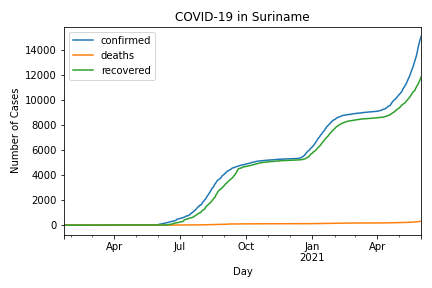 COVID-19 in Suriname
confirmed
deaths
recovered
14000
12000
10000
8000
6000
4000
2000
0
Number of Cases
Apr
Jul
Oct
Jan
2021
Apr
Day